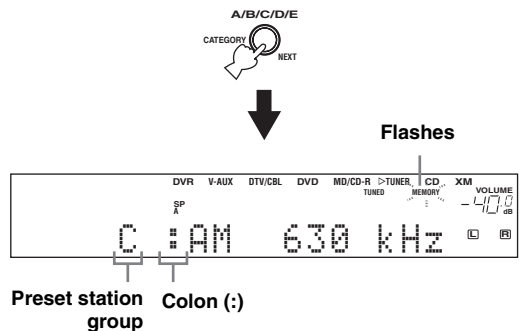 A/B/C/D/E
CATEGORY
NEXT
Flashes
DVR V-AUX DTV/CBL DVD MD/CD-R ▷TUNER CD XM
TUNED MEMORY VOLUME
SP
A
-40.0
dB
C :AM 630 kHz L R
Preset station
group
Colon (:)